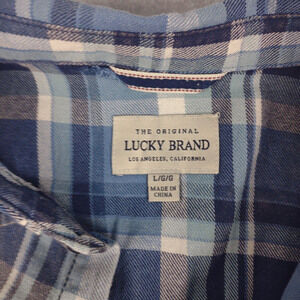 THE ORIGINAL
LUCKY BRAND
LOS ANGELES, CALIFORNIA
L/G/G
MADE IN
CHINA